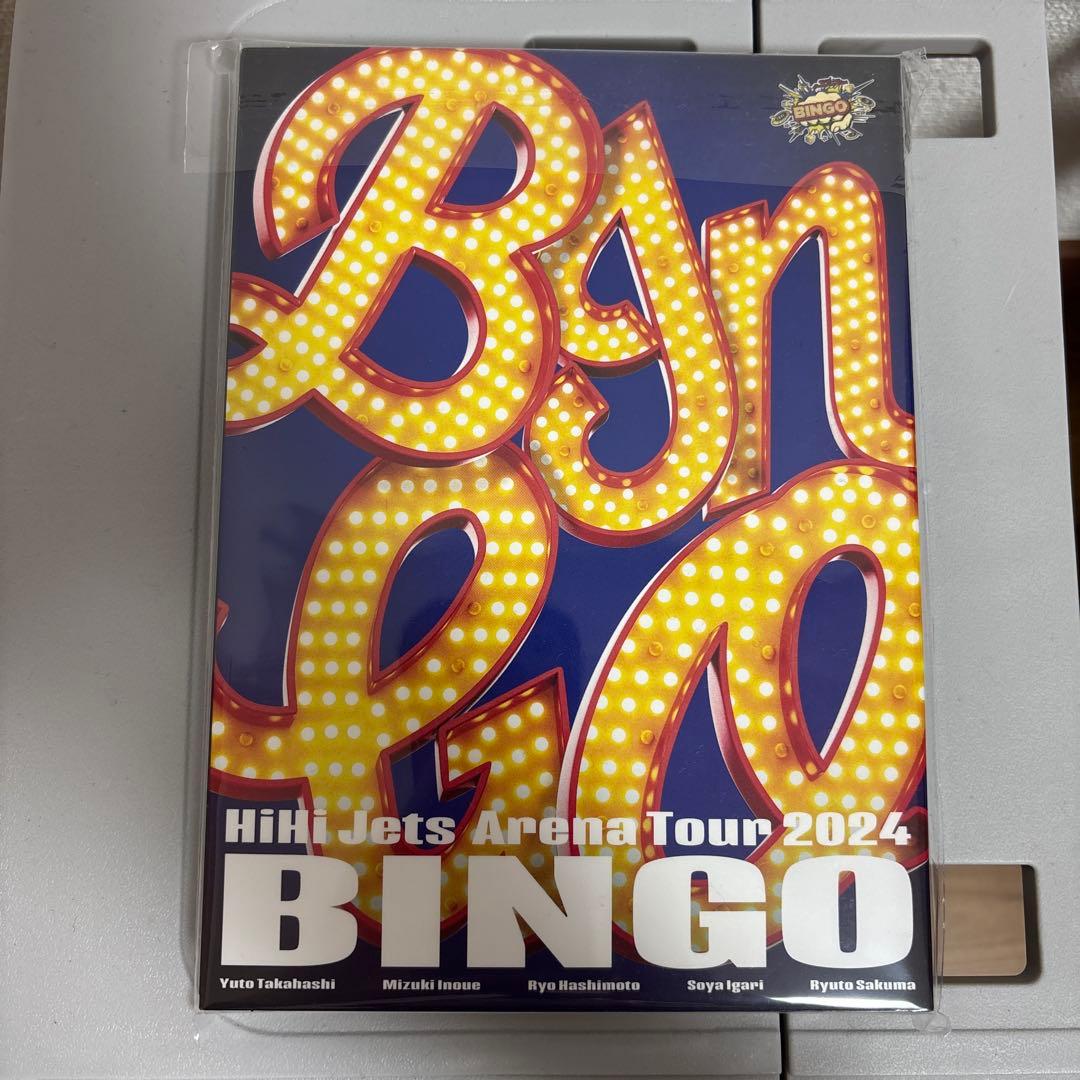 BINGO
Bingo
HiHi Jets Arena Tour 2024
BINGO
Yuto Takahashi Mizuki Inoue Ryo Hashimoto Soya Igari Ryuto Sakuma